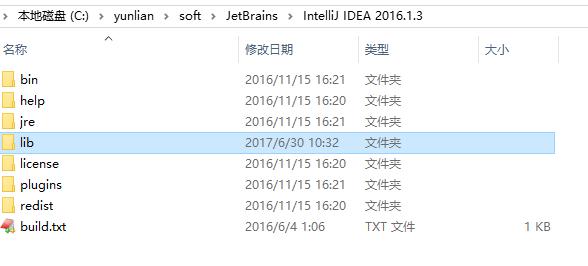 本地磁盘 (C:) › yunlian › soft › JetBrains › IntelliJ IDEA 2016.1.3
名称 修改日期 类型 大小
bin 2016/11/15 16:21 文件夹
help 2016/11/15 16:20 文件夹
jre 2016/11/15 16:21 文件夹
lib 2017/6/30 10:32 文件夹
license 2016/11/15 16:20 文件夹
plugins 2016/11/15 16:21 文件夹
redist 2016/11/15 16:20 文件夹
build.txt 2016/6/4 1:06 TXT 文件 1 KB